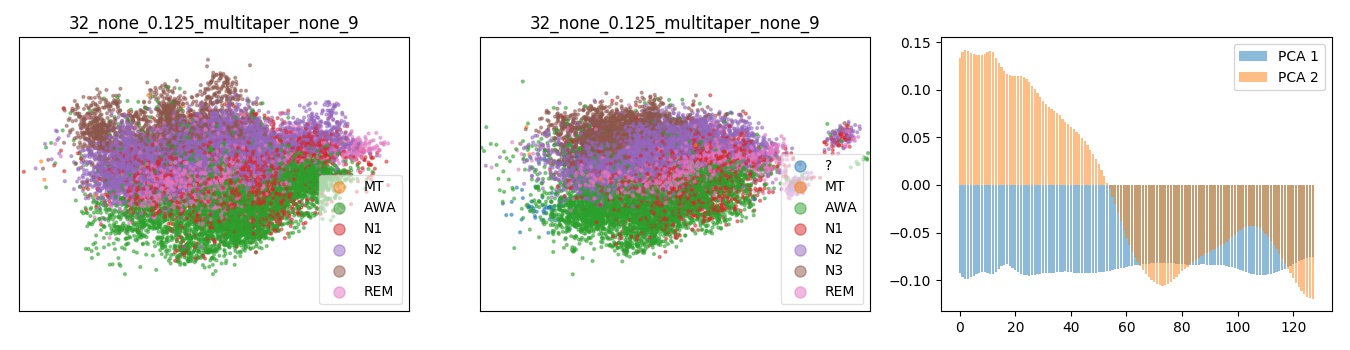 32_none_0.125_multitaper_none_9
MT
AWA
N1
N2
N3
REM
32_none_0.125_multitaper_none_9
?
MT
AWA
N1
N2
N3
REM
PCA 1
PCA 2
0.15
0.10
0.05
0.00
−0.05
−0.10
0 20 40 60 80 100 120